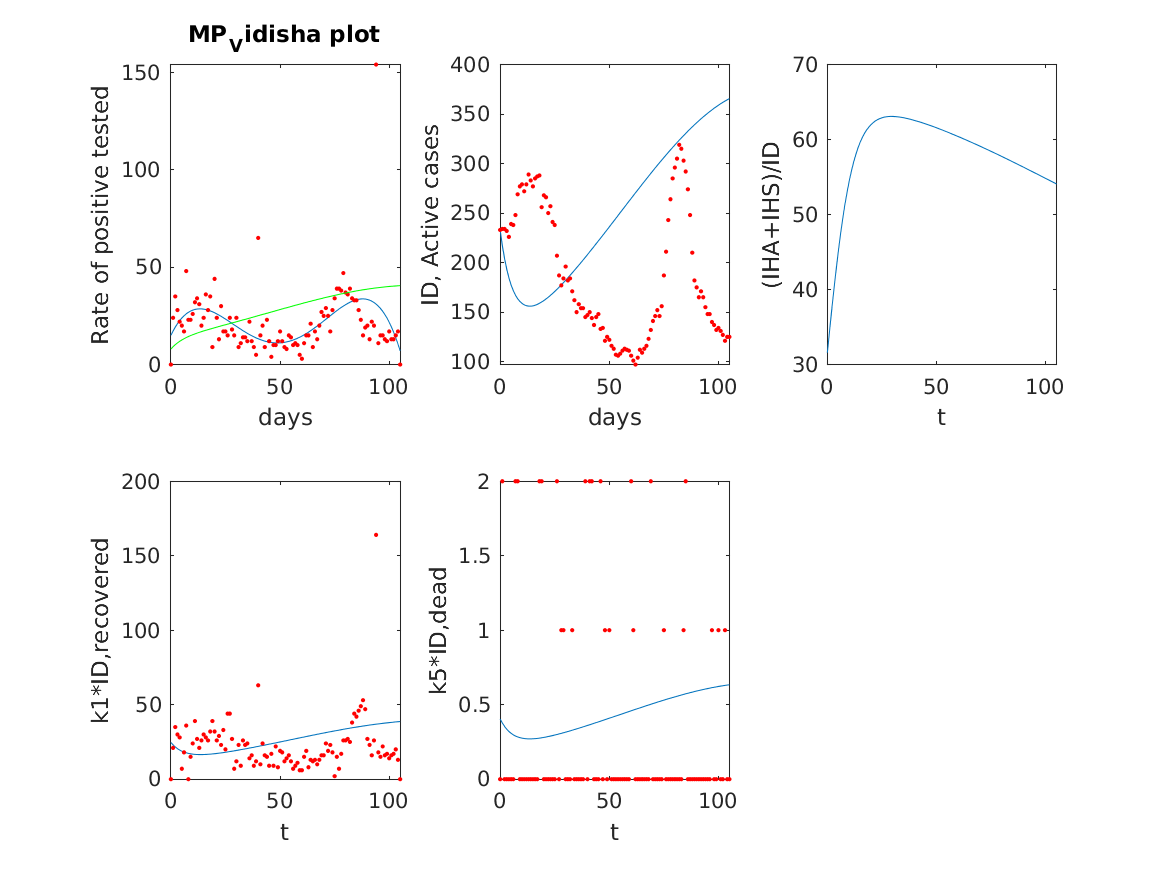 MP_Vidisha plot
Rate of positive tested
150
100
50
0
0 50 100
days
ID, Active cases
400
350
300
250
200
150
100
0 50 100
days
(IHA+IHS)/ID
70
60
50
40
30
0 50 100
t
k1*ID,recovered
200
150
100
50
0
0 50 100
t
k5*ID,dead
2
1.5
1
0.5
0
0 50 100
t